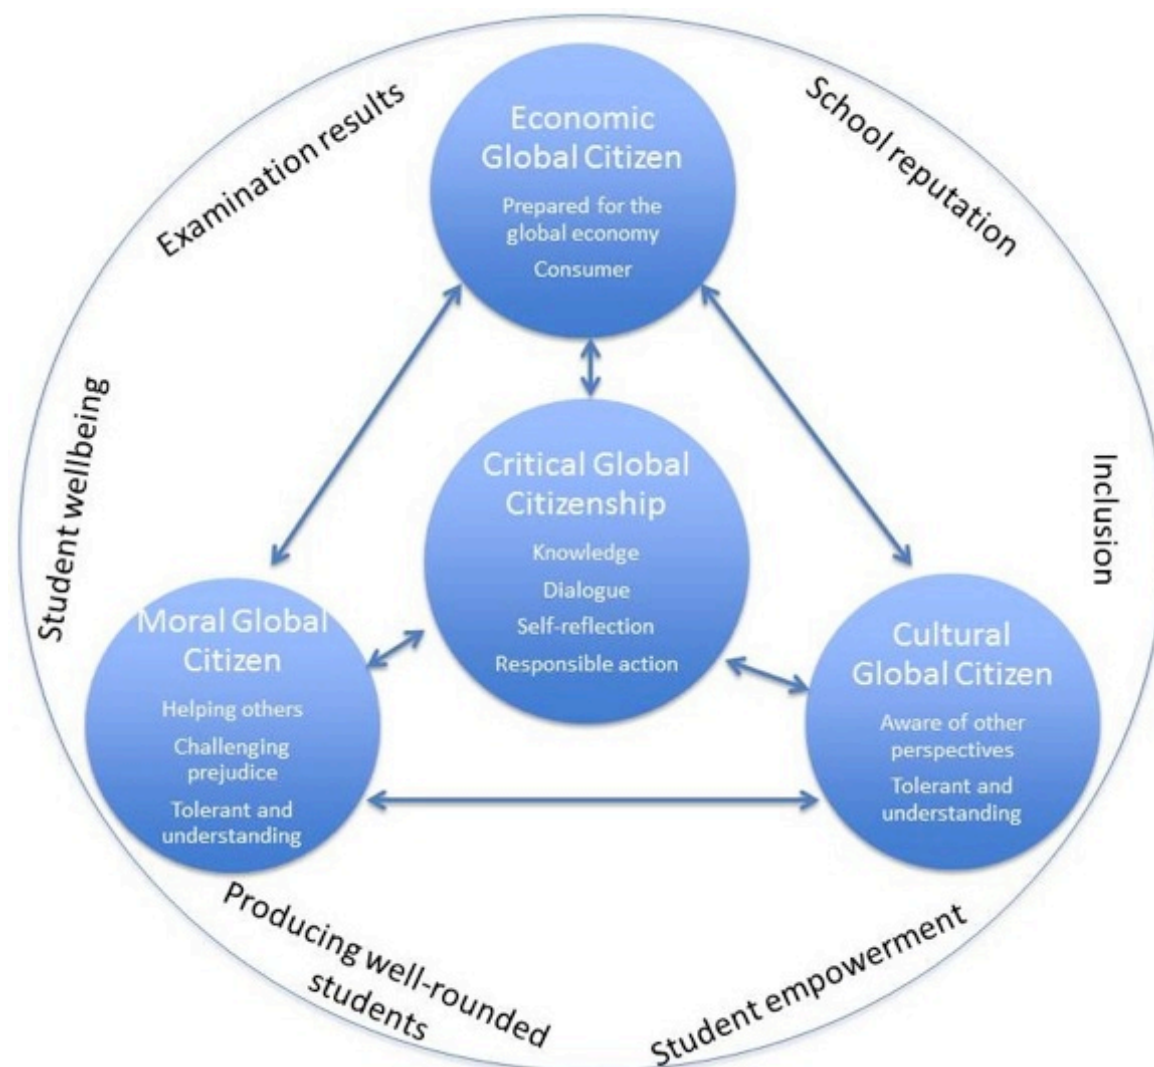 Examination results
School reputation
Economic
Global Citizen
Prepared for the
global economy
Consumer
Student wellbeing
Inclusion
Critical Global
Citizenship
Knowledge
Dialogue
Self-reflection
Responsible action
Moral Global
Citizen
Helping others
Challenging
prejudice
Tolerant and
understanding
Cultural
Global Citizen
Aware of other
perspectives
Tolerant and
understanding
Producing well-rounded
students
Student empowerment